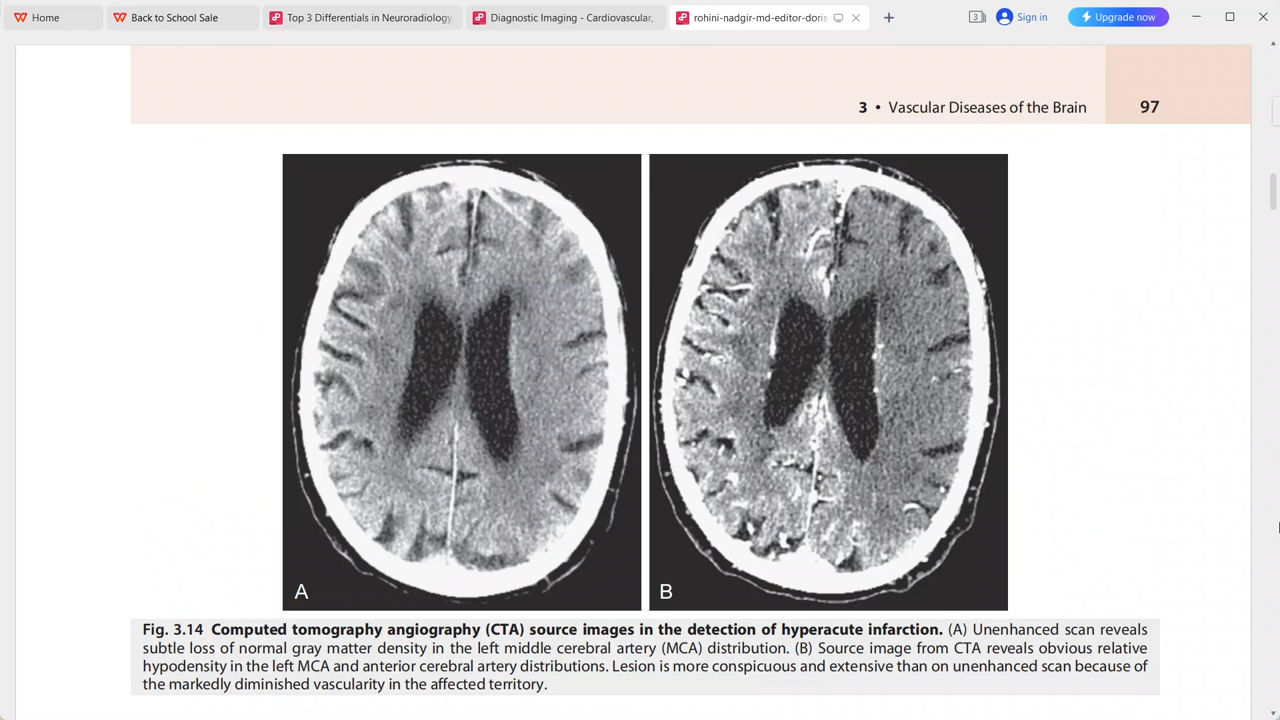 Home
Back to School Sale
Top 3 Differentials in Neuroradiology
Diagnostic Imaging - Cardiovascular,
rohini-nadgir-md-editor-doris
3
Sign in
Upgrade now
3 • Vascular Diseases of the Brain 97
A
B
Fig. 3.14 Computed tomography angiography (CTA) source images in the detection of hyperacute infarction. (A) Unenhanced scan reveals
subtle loss of normal gray matter density in the left middle cerebral artery (MCA) distribution. (B) Source image from CTA reveals obvious relative
hypodensity in the left MCA and anterior cerebral artery distributions. Lesion is more conspicuous and extensive than on unenhanced scan because of
the markedly diminished vascularity in the affected territory.